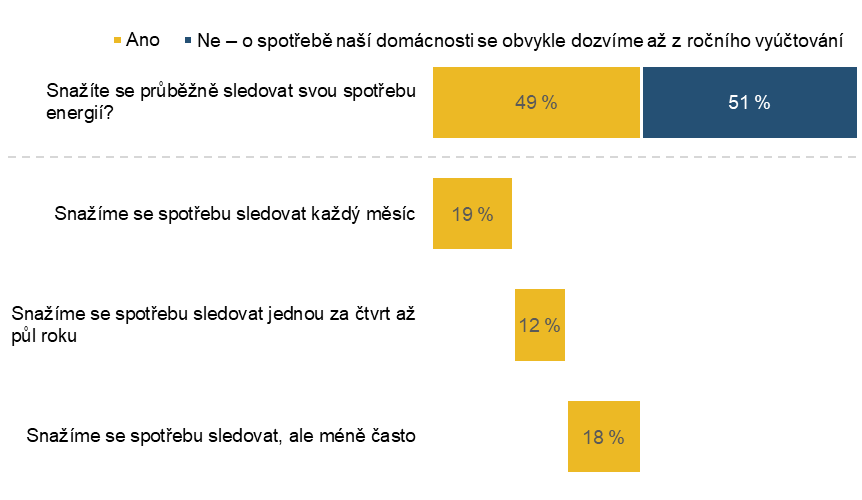 Ano
Ne – o spotřebě naší domácnosti se obvykle dozvíme až z ročního vyúčtování
Snažíte se průběžně sledovat svou spotřebu
energií?
49 %
51 %
Snažíme se spotřebu sledovat každý měsíc
19 %
Snažíme se spotřebu sledovat jednou za čtvrt až
půl roku
12 %
Snažíme se spotřebu sledovat, ale méně často
18 %